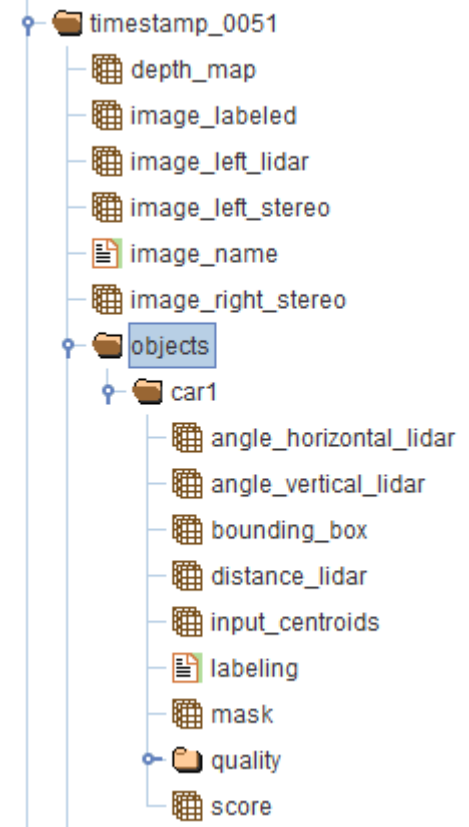 timestamp_0051
depth_map
image_labeled
image_left_lidar
image_left_stereo
image_name
image_right_stereo
objects
car1
angle_horizontal_lidar
angle_vertical_lidar
bounding_box
distance_lidar
input_centroids
labeling
mask
quality
score